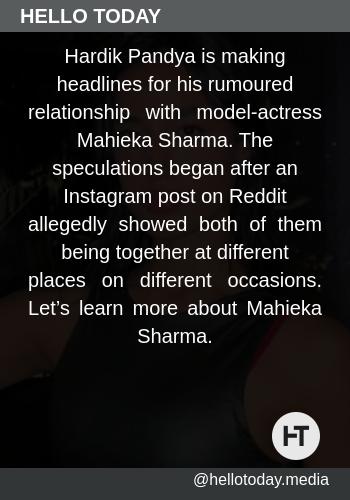 HELLO TODAY
Hardik Pandya is making
headlines for his rumoured
relationship with model-actress
Mahieka Sharma. The
speculations began after an
Instagram post on Reddit
allegedly showed both of them
being together at different
places on different occasions.
Let’s learn more about Mahieka
Sharma.
HT
@hellotoday.media